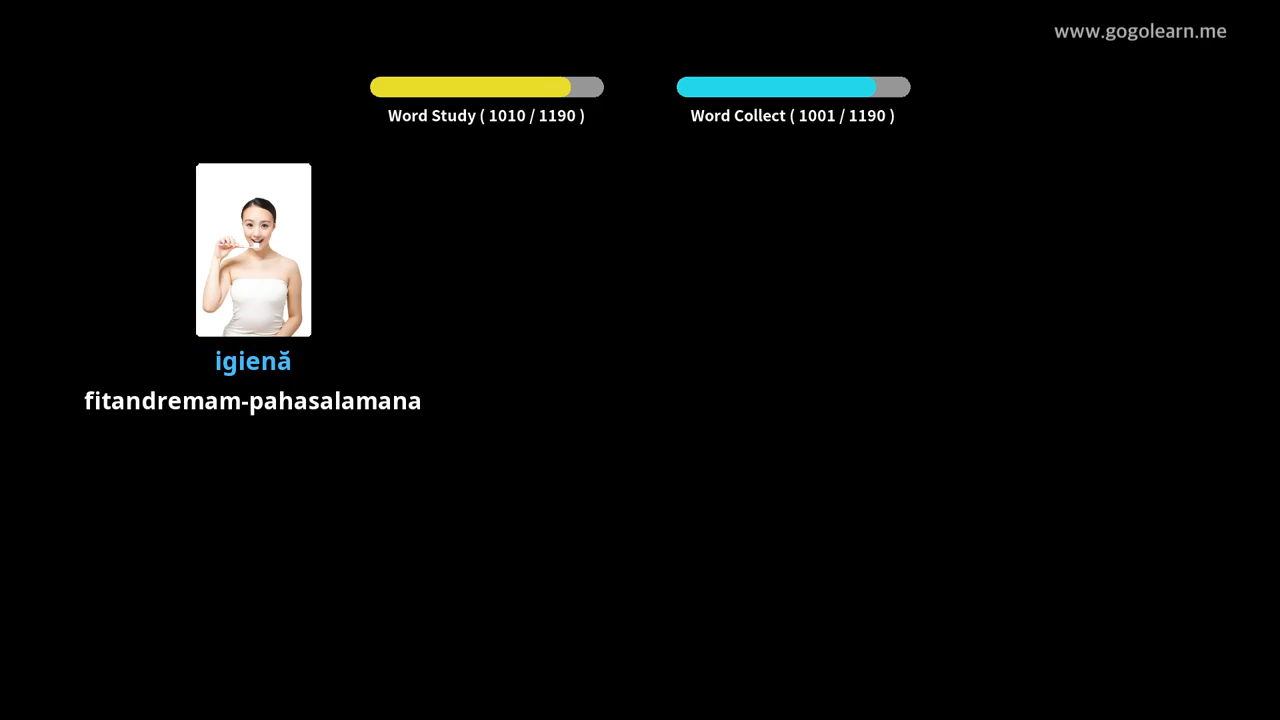 www.gogolearn.me
Word Study ( 1010 / 1190 )
Word Collect ( 1001 / 1190 )
igienă
fitandremam-pahasalamana